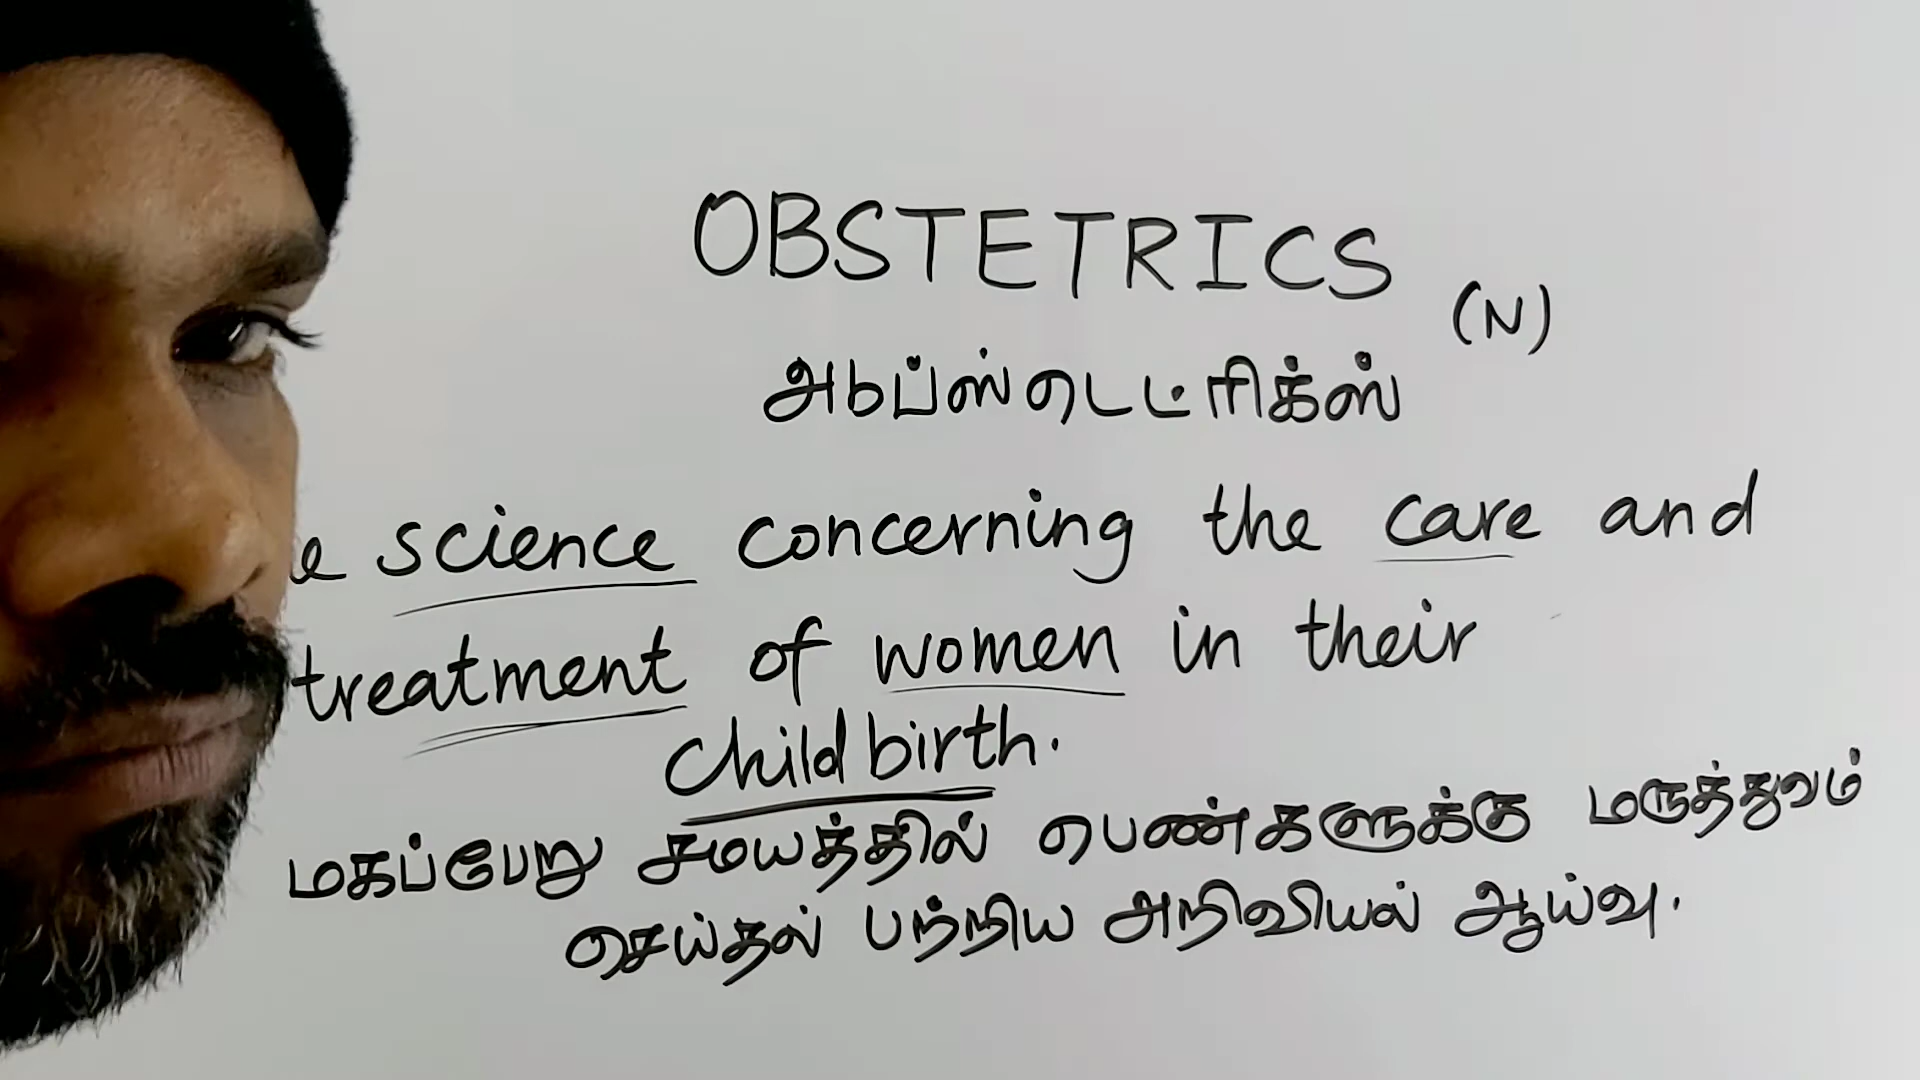 OBSTETRICS
(N)
அப்ஸ்டெட்ரிக்ஸ்
science concerning the care and
treatment of women in their
childbirth.
மகப்பேறு சமயத்தில் பெண்களுக்கு மருத்துவம்
செய்தல் பற்றிய அறிவியல் ஆய்வு.